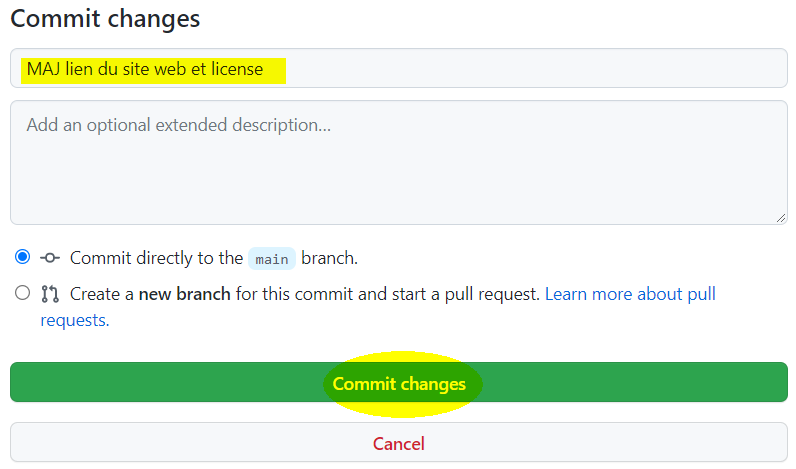 Commit changes
MAJ lien du site web et license
Add an optional extended description...
Commit directly to the main branch.
Create a new branch for this commit and start a pull request. Learn more about pull
requests.
Commit changes
Cancel